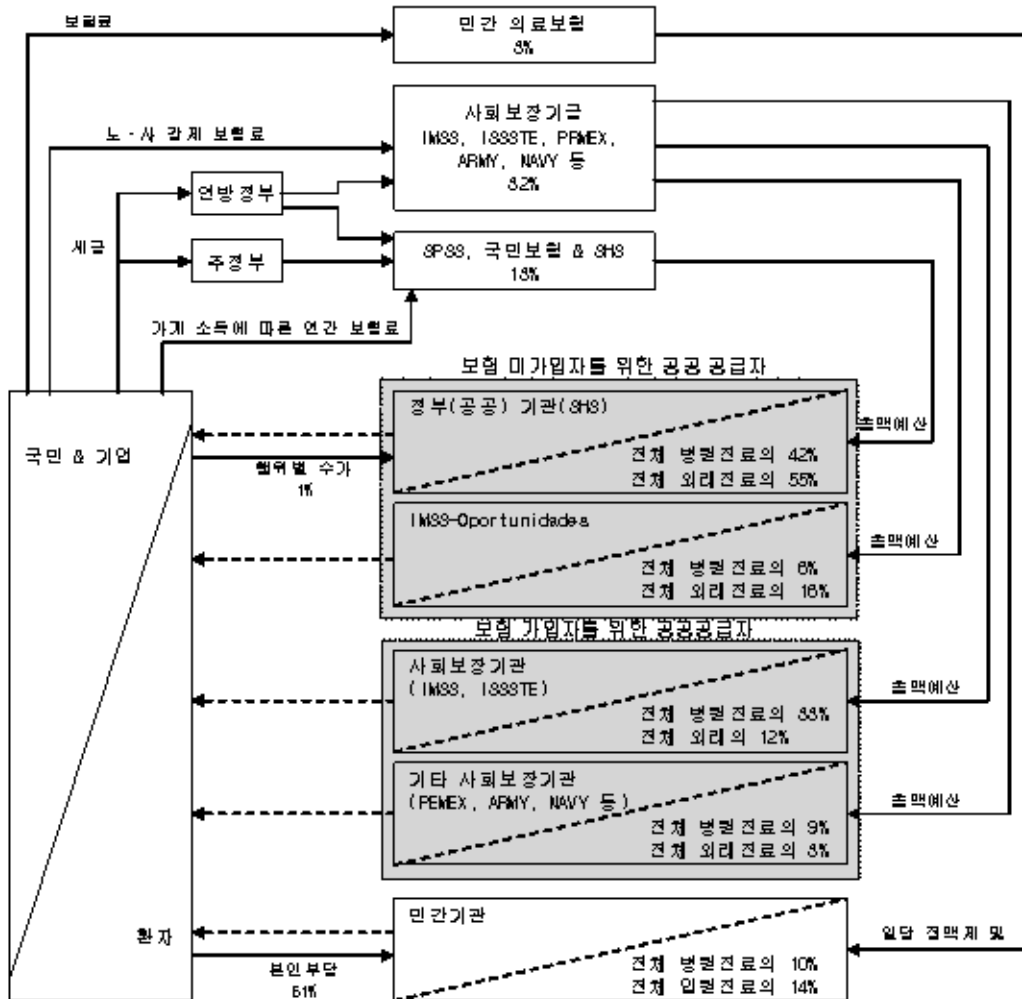 보험료
민간 의료보험
3%
사회보장기금
노-사 강제 보험료
IMSS, ISSSTE, PEMEX,
ARMY, NAVY 등
32%
연방정부
세금
주정부
SPSS, 국민보험 & SHS
13%
가계 소득에 따른 연간 보험료
보험 미가입자를 위한 공공 공급자
정부(공공) 기관(SHS)
총액예산
국민 & 기업
전체 병원진료의 42%
전체 외래진료의 55%
행위별 수가
1%
IMSS-Oportunidades
총액예산
전체 병원진료의 6%
전체 외래진료의 16%
보험 가입자를 위한 공공공급자
사회보장기관
(IMSS, ISSSTE)
총액예산
전체 병원진료의 33%
전체 외래의 12%
기타 사회보장기관
(PEMEX, ARMY, NAVY 등)
총액예산
전체 병원진료의 9%
전체 외래진료의 3%
민간기관
환자
일당 정액제 및
본인부담
51%
전체 병원진료의 10%
전체 입원진료의 14%